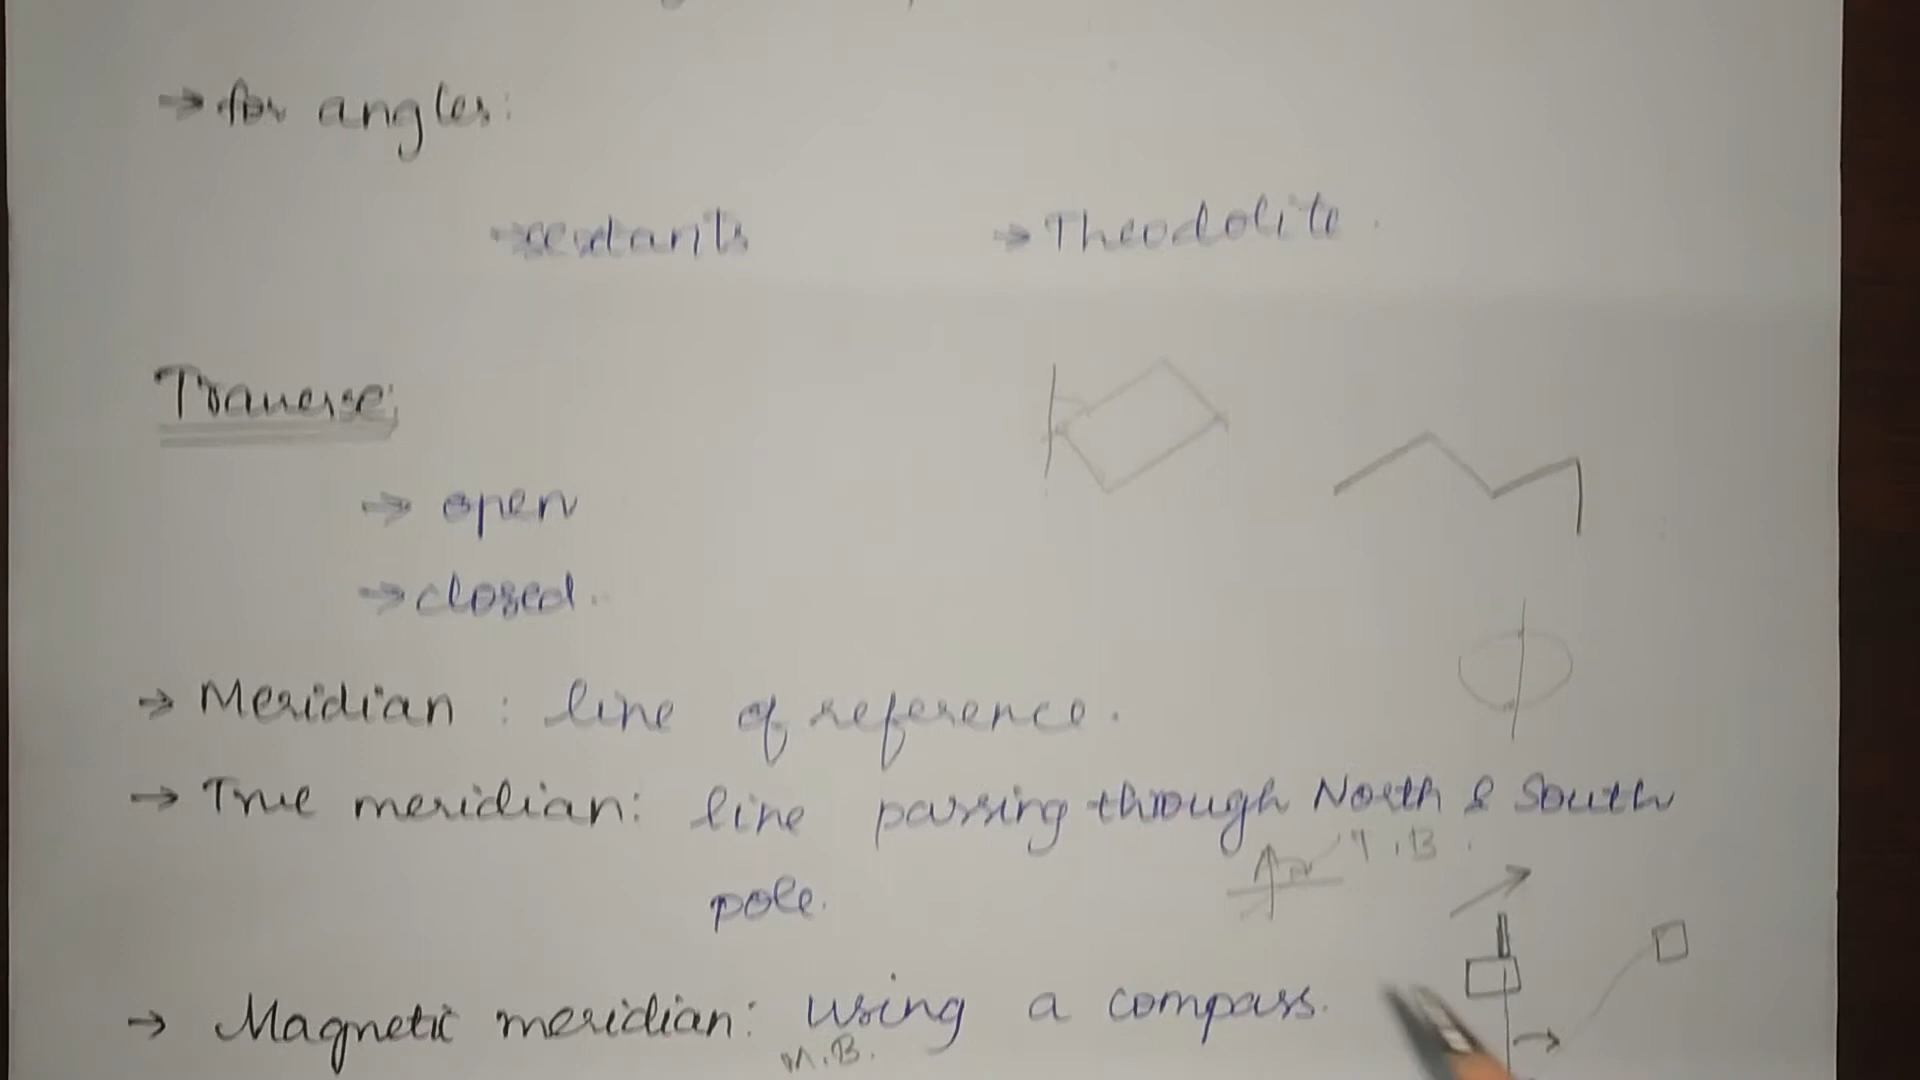 → for angles:
→ sextants → Theodolite.
Traverse:
→ open
→ closed.
→ Meridian : line of reference.
→ True meridian: line passing through North & South
T.B.
N
pole.
→ Magnetic meridian: using a compass.
M.B.